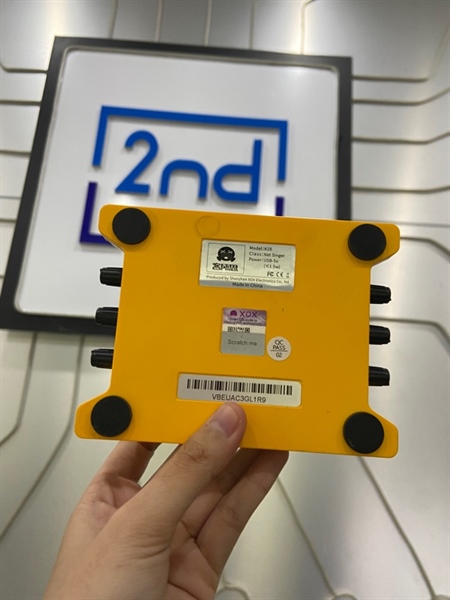 2nd
Model:K10
Class:Net Singer
Power:USB-5v
Produced by Shenzhen XOX Electronics Co., ltd
Made in China
XOX
Scratch me
QC
PASS
02
VBEUAC3GL1R9